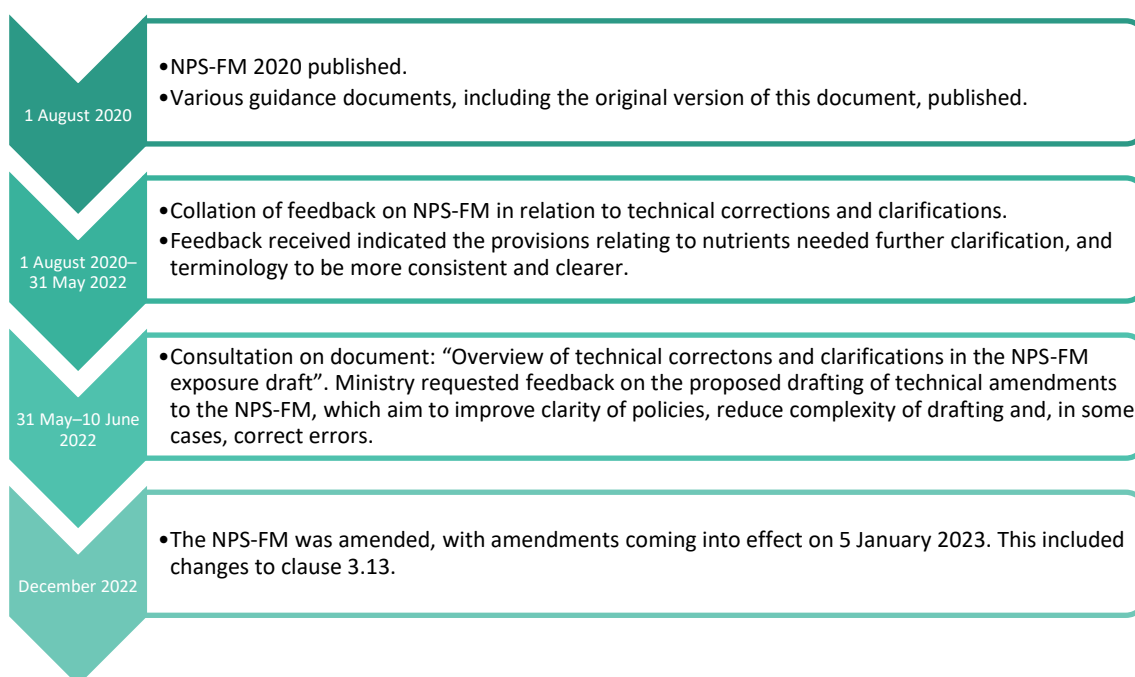 1 August 2020
•NPS-FM 2020 published.
•Various guidance documents, including the original version of this document, published.
1 August 2020–
31 May 2022
•Collation of feedback on NPS-FM in relation to technical corrections and clarifications.
•Feedback received indicated the provisions relating to nutrients needed further clarification, and
terminology to be more consistent and clearer.
31 May–10 June
2022
•Consultation on document: “Overview of technical correctons and clarifications in the NPS-FM
exposure draft”. Ministry requested feedback on the proposed drafting of technical amendments
to the NPS-FM, which aim to improve clarity of policies, reduce complexity of drafting and, in some
cases, correct errors.
December 2022
•The NPS-FM was amended, with amendments coming into effect on 5 January 2023. This included
changes to clause 3.13.